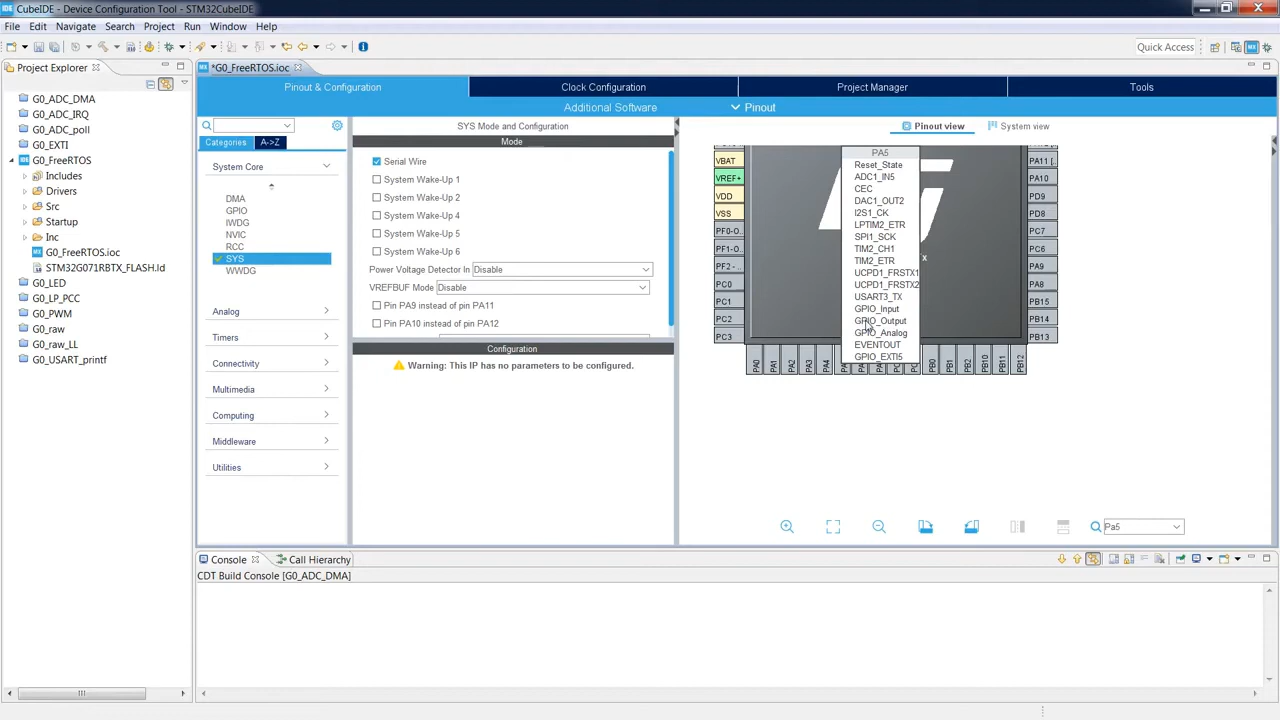 CubeIDE - Device Configuration Tool - STM32CubeIDE
File Edit Navigate Search Project Run Window Help
Quick Access
Project Explorer
*G0_FreeRTOS.ioc
G0_ADC_DMA
G0_ADC_IRQ
G0_ADC_poll
G0_EXTI
G0_FreeRTOS
Includes
Drivers
Src
Startup
Inc
G0_FreeRTOS.ioc
STM32G071RBTX_FLASH.ld
G0_LED
G0_LP_PCC
G0_PWM
G0_raw
G0_raw_LL
G0_USART_printf
Pinout & Configuration
Clock Configuration
Project Manager
Tools
Additional Software
Pinout
Categories
A->Z
System Core
DMA
GPIO
IWDG
NVIC
RCC
SYS
WWDG
Analog
Timers
Connectivity
Multimedia
Computing
Middleware
Utilities
SYS Mode and Configuration
Mode
Serial Wire
System Wake-Up 1
System Wake-Up 2
System Wake-Up 4
System Wake-Up 5
System Wake-Up 6
Power Voltage Detector In Disable
VREFBUF Mode Disable
Pin PA9 instead of pin PA11
Pin PA10 instead of pin PA12
Configuration
Warning: This IP has no parameters to be configured.
Pinout view
System view
VBAT
VREF+
VDD
VSS
PF0-O...
PF1-O...
PF2 -...
PC0
PC1
PC2
PC3
PA5
Reset_State
ADC1_IN5
CEC
DAC1_OUT2
I2S1_CK
LPTIM2_ETR
SPI1_SCK
TIM2_CH1
TIM2_ETR
UCPD1_FRSTX1
UCPD1_FRSTX2
USART3_TX
GPIO_Input
GPIO_Output
GPIO_Analog
EVENTOUT
GPIO_EXTI5
PA11 [...
PA10
PD9
PD8
PC7
PC6
PA9
PA8
PB15
PB14
PB13
PA0
PA1
PA2
PA3
PB0
PB1
PB2
PB10
PB11
PB12
Pa5
Console
Call Hierarchy
CDT Build Console [G0_ADC_DMA]